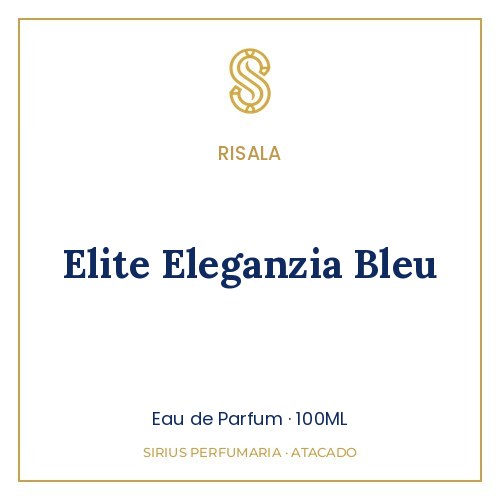 RISALA
Elite Eleganzia Bleu
Eau de Parfum · 100ML
SIRIUS PERFUMARIA · ATACADO